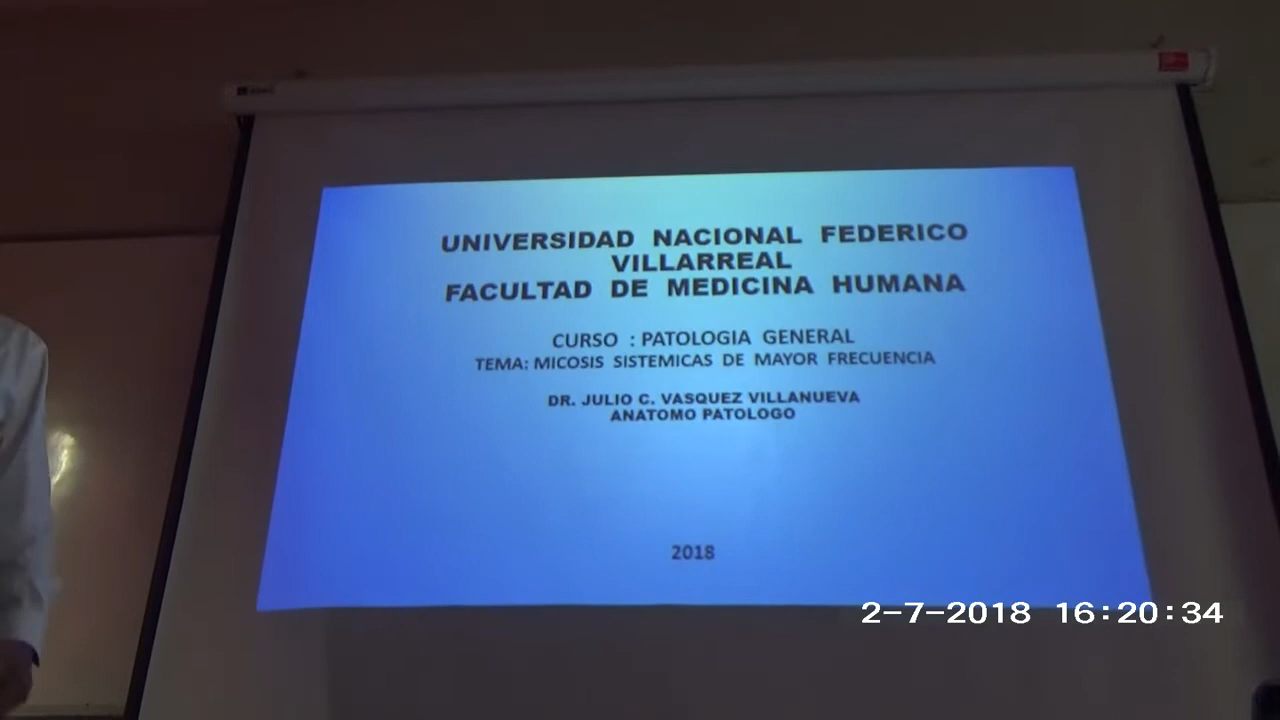 UNIVERSIDAD NACIONAL FEDERICO
VILLARREAL
FACULTAD DE MEDICINA HUMANA
CURSO : PATOLOGIA GENERAL
TEMA: MICOSIS SISTEMICAS DE MAYOR FRECUENCIA
DR. JULIO C. VASQUEZ VILLANUEVA
ANATOMO PATOLOGO
2018
2-7-2018 16:20:34